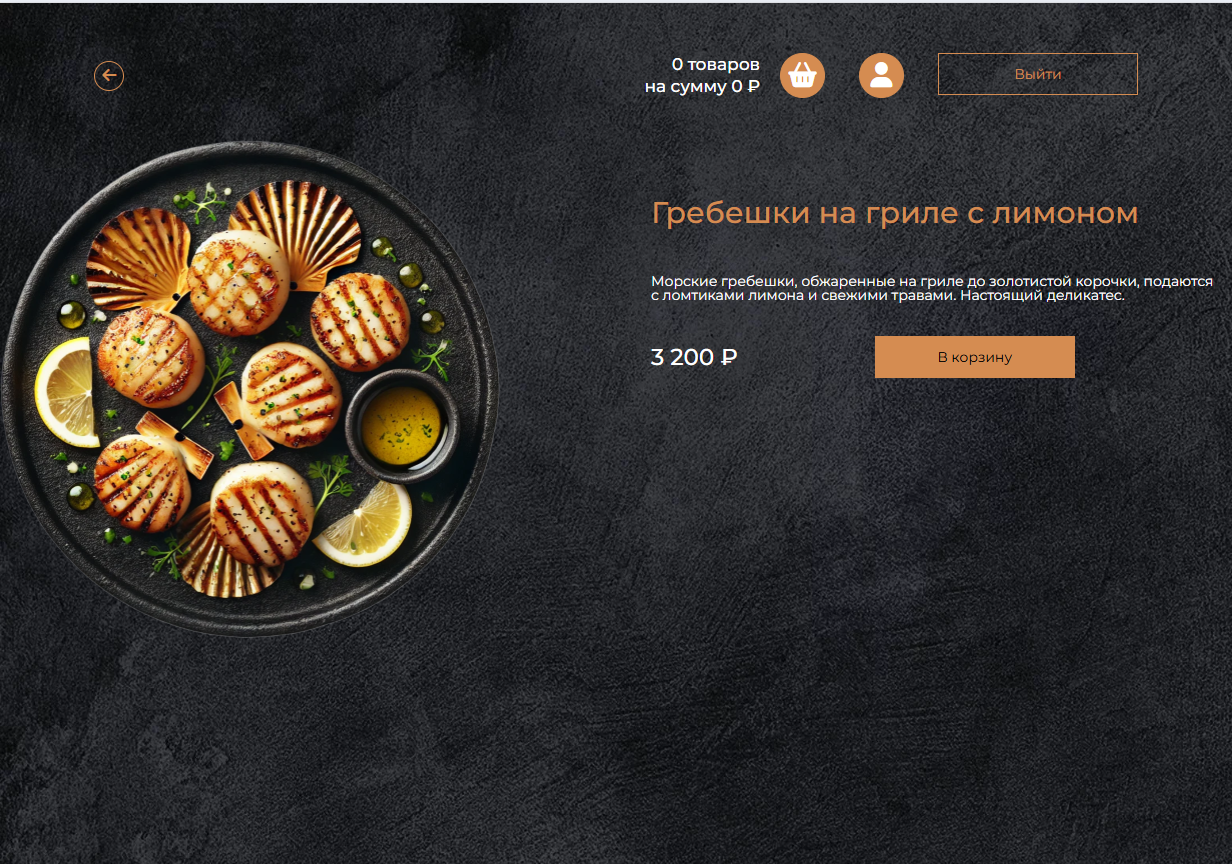 0 товаров
на сумму 0 ₽
Выйти
Гребешки на гриле с лимоном
Морские гребешки, обжаренные на гриле до золотистой корочки, подаются
с ломтиками лимона и свежими травами. Настоящий деликатес.
3 200 ₽
В корзину